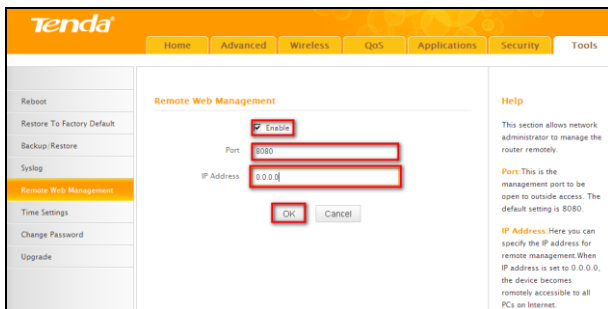 Tenda
Home Advanced Wireless QoS Applications Security Tools
Reboot
Restore To Factory Default
Backup/Restore
Syslog
Remote Web Management
Time Settings
Change Password
Upgrade
Remote Web Management
Enable
Port 8080
IP Address 0.0.0.0
OK Cancel
Help
This section allows network
administrator to manage the
router remotely.
Port:This is the
management port to be
open to outside access. The
default setting is 8080.
IP Address:Here you can
specify the IP address for
remote management.When
IP address is set to 0.0.0.0,
the device becomes
romotely accessible to all
PCs on Internet.